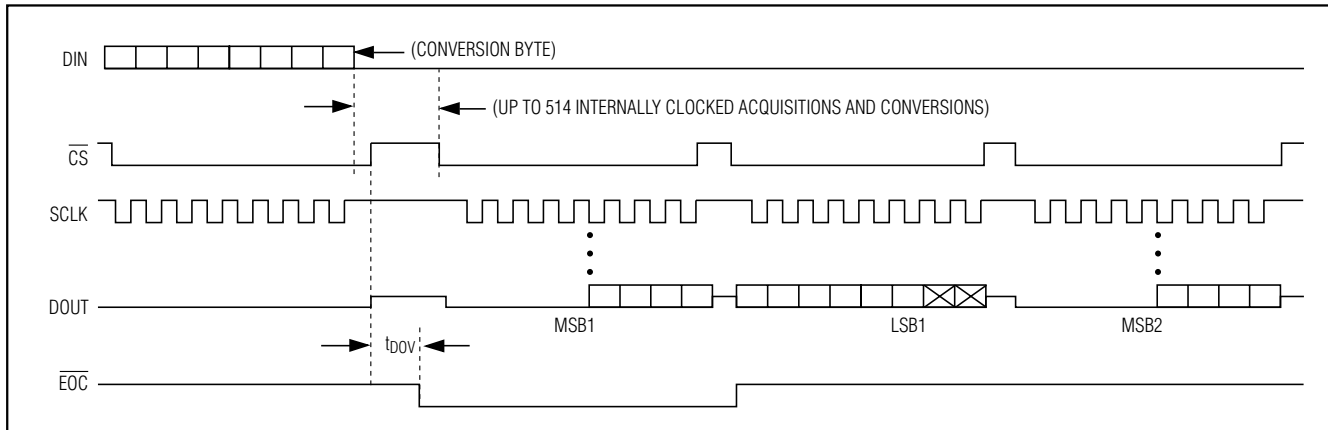 DIN
(CONVERSION BYTE)
(UP TO 514 INTERNALLY CLOCKED ACQUISITIONS AND CONVERSIONS)
CS
SCLK
DOUT
MSB1
LSB1
MSB2
tDOV
EOC